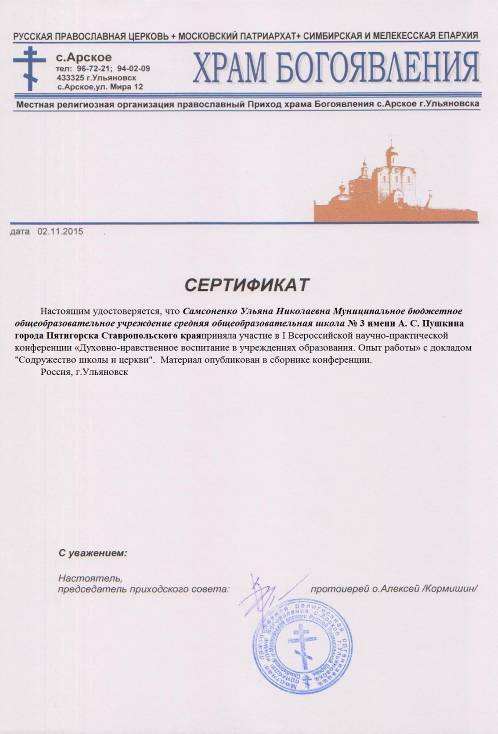 РУССКАЯ ПРАВОСЛАВНАЯ ЦЕРКОВЬ + МОСКОВСКИЙ ПАТРИАРХАТ+ СИМБИРСКАЯ И МЕЛЕКЕССКАЯ ЕПАРХИЯ
с.Арское
тел: 96-72-21; 94-02-09
433325 г.Ульяновск
с.Арское,ул. Мира 12
ХРАМ БОГОЯВЛЕНИЯ
Местная религиозная организация православный Приход храма Богоявления с.Арское г.Ульяновска
дата 02.11.2015
СЕРТИФИКАТ
Настоящим удостоверяется, что Самсоненко Ульяна Николаевна Муниципальное бюджетное
общеобразовательное учреждение средняя общеобразовательная школа № 3 имени А. С. Пушкина
города Пятигорска Ставропольского краяприняла участие в I Всероссийской научно-практической
конференции «Духовно-нравственное воспитание в учреждениях образования. Опыт работы» с докладом
"Содружество школы и церкви". Материал опубликован в сборнике конференции.
Россия, г.Ульяновск
С уважением:
Настоятель,
председатель приходского совета:
протоиерей о.Алексей /Кормишин/